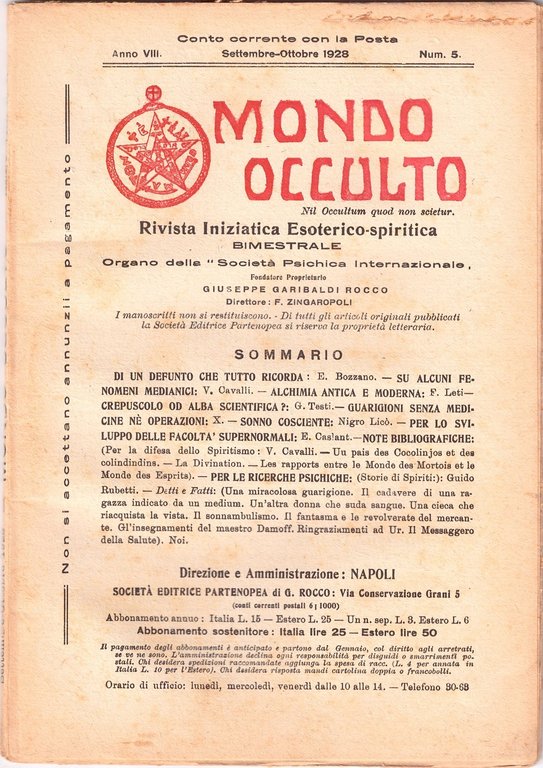 Conto corrente con la Posta
Anno VIII. Settembre-Ottobre 1928 Num. 5.
MONDO
OCCULTO
Nil Occultum quod non scietur.
Rivista Iniziatica Esoterico-spiritica
BIMESTRALE
Organo della "Società Psichica Internazionale,
Fondatore Proprietario
GIUSEPPE GARIBALDI ROCCO
Direttore: F. ZINGAROPOLI
I manoscritti non si restituiscono. - Di tutti gli articoli originali pubblicati
la Società Editrice Partenopea si riserva la proprietà letteraria.
Non si accettano annunzii a pagamento
SOMMARIO
DI UN DEFUNTO CHE TUTTO RICORDA: E. Bozzano. — SU ALCUNI FE-
NOMENI MEDIANICI: V. Cavalli. — ALCHIMIA ANTICA E MODERNA: F. Leti—
CREPUSCOLO OD ALBA SCIENTIFICA?: G. Testi.— GUARIGIONI SENZA MEDI-
CINE NÈ OPERAZIONI: X. — SONNO COSCIENTE: Nigro Licò. — PER LO SVI-
LUPPO DELLE FACOLTA' SUPERNORMALI: E. Caslant.—NOTE BIBLIOGRAFICHE:
(Per la difesa dello Spiritismo: V. Cavalli. — Un pais des Cocolinjos et des
colindindins. — La Divination. — Les rapports entre le Monde des Mortois et le
Monde des Esprits). — PER LE RICERCHE PSICHICHE: (Storie di Spiriti:): Guido
Rubetti. — Detti e Fatti: (Una miracolosa guarigione. Il cadavere di una ra-
gazza indicato da un medium. Un'altra donna che suda sangue. Una cieca che
riacquista la vista. Il sonnambulismo. Il fantasma e le revolverate del mercan-
te. Gl'insegnamenti del maestro Damoff. Ringraziamenti ad Ur. Il Messaggero
della Salute). Noi.
Direzione e Amministrazione: NAPOLI
SOCIETÀ EDITRICE PARTENOPEA di G. ROCCO: Via Conservazione Grani 5
(conti correnti postali 6; 1000)
Abbonamento annuo: Italia L. 15 — Estero L. 25 — Un n. sep. L. 3. Estero L. 6
Abbonamento sostenitore: Italia lire 25 — Estero lire 50
Il pagamento degli abbonamenti è anticipato e partono dal Gennaio, col diritto agli arretrati,
se ve ne sono. L'amministrazione declina ogni responsabilità per disguidi o smarrimenti po-
stali. Chi desidera spedizioni raccomandate aggiunga la spesa di racc. (L. 4 per annata in
Italia L. 10 per l'Estero). Chi desidera risposta mandi cartolina doppia o francobolli.
Orario di ufficio: lunedì, mercoledì, venerdì dalle 10 alle 14. — Telefono 30-63